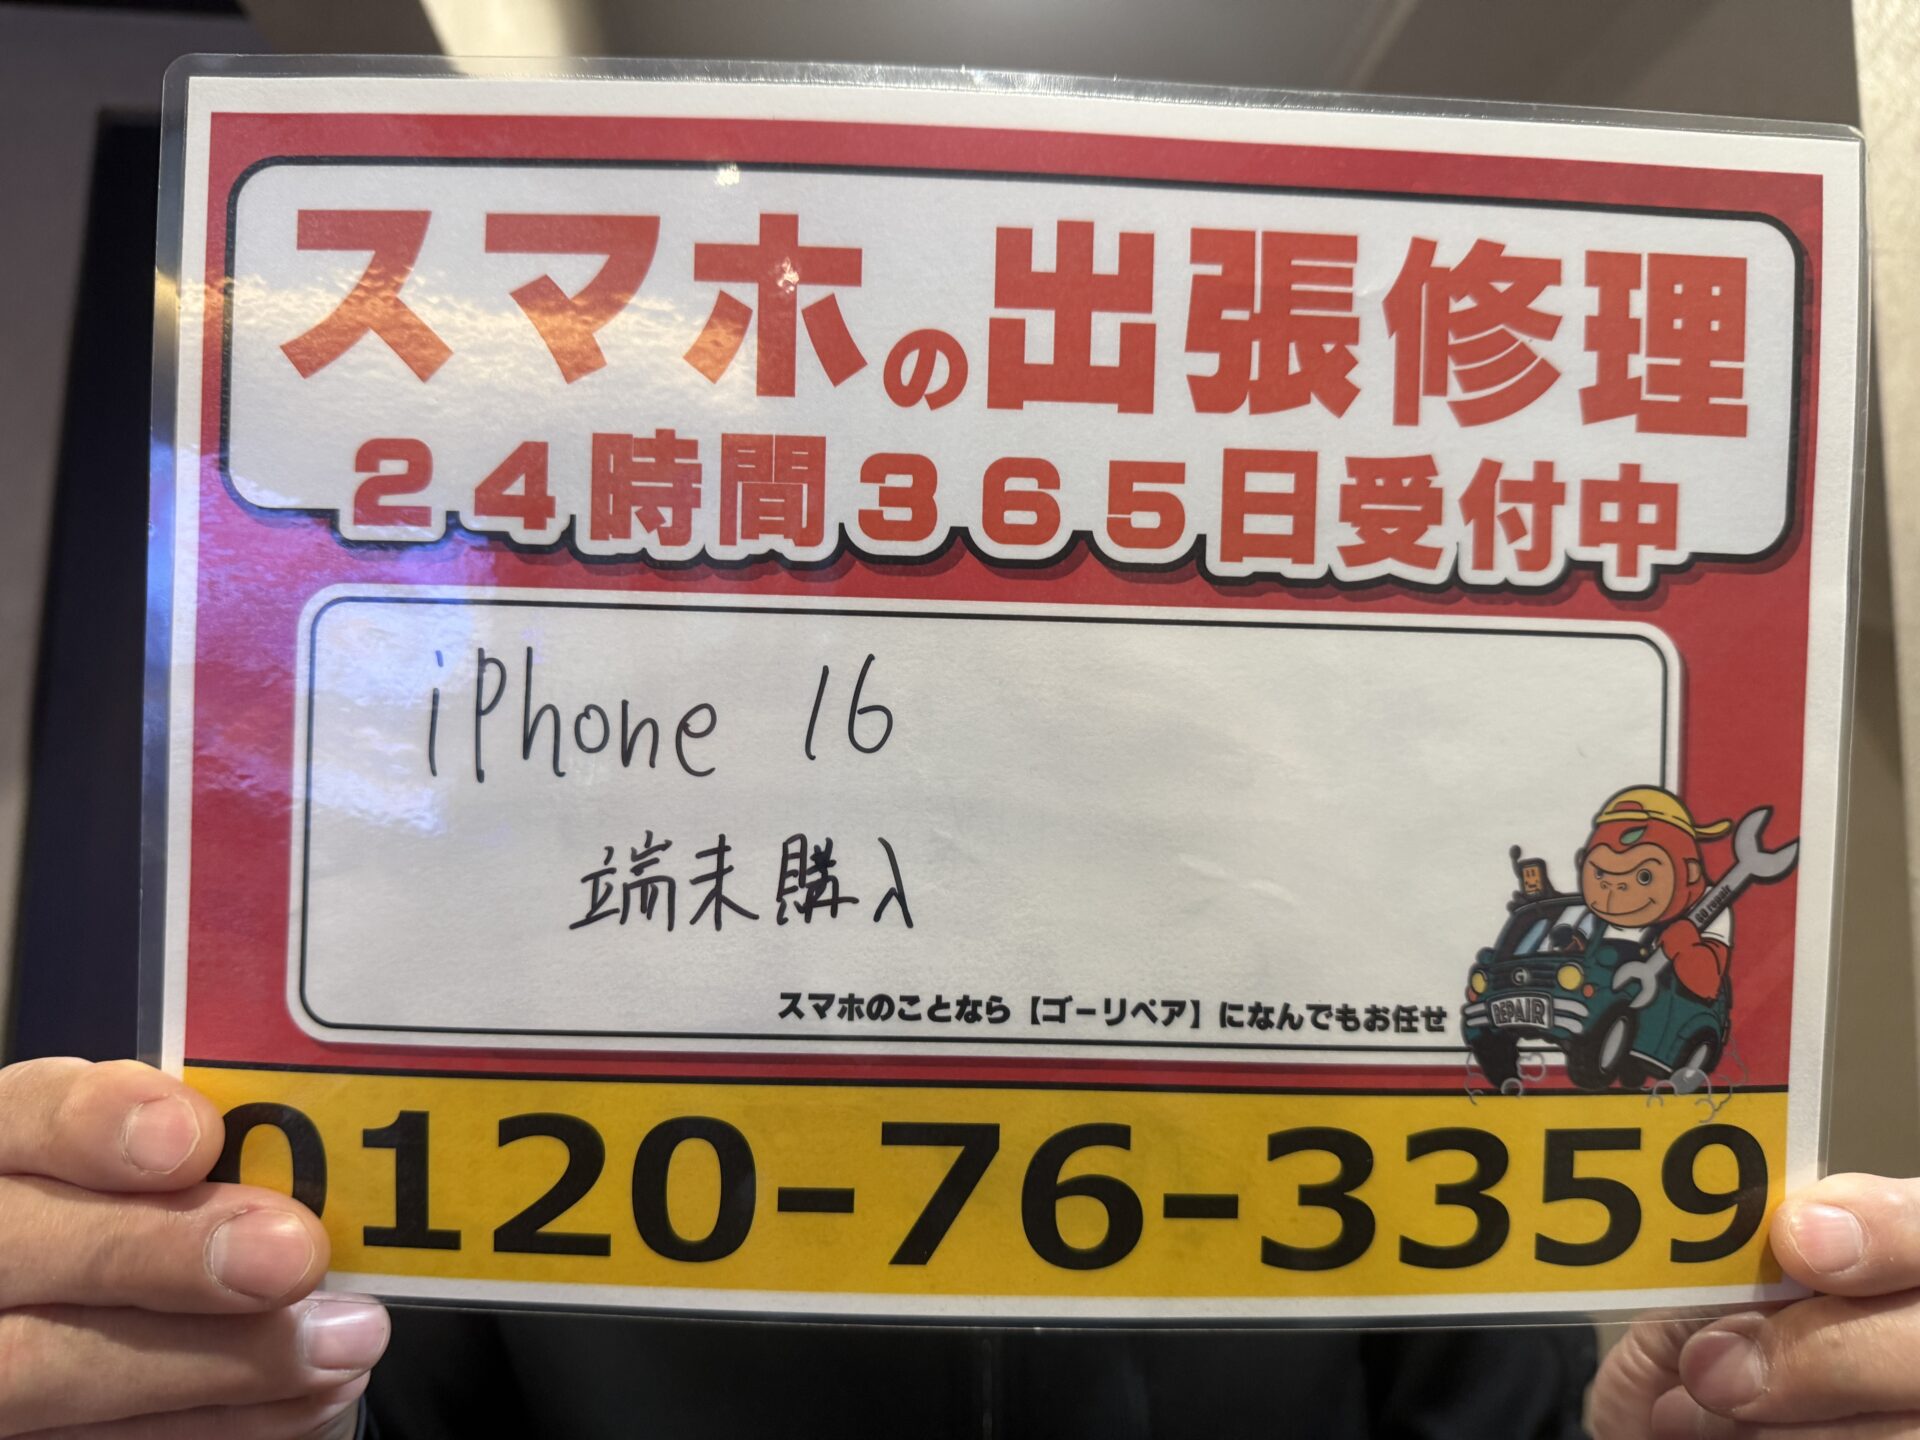 スマホの出張修理
24時間365日受付中
iPhone 16
端末購入
スマホのことなら【ゴーリペア】になんでもお任せ
GO repair
G
REPAIR
0120-76-3359